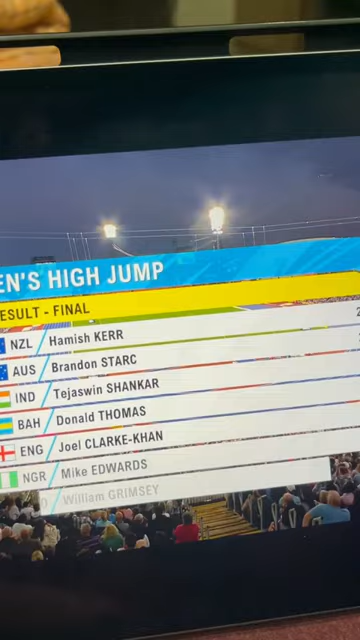 EN'S HIGH JUMP
ESULT - FINAL
NZL Hamish KERR 2
AUS Brandon STARC
IND Tejaswin SHANKAR
BAH Donald THOMAS
ENG Joel CLARKE-KHAN
NGR Mike EDWARDS
William GRIMSEY